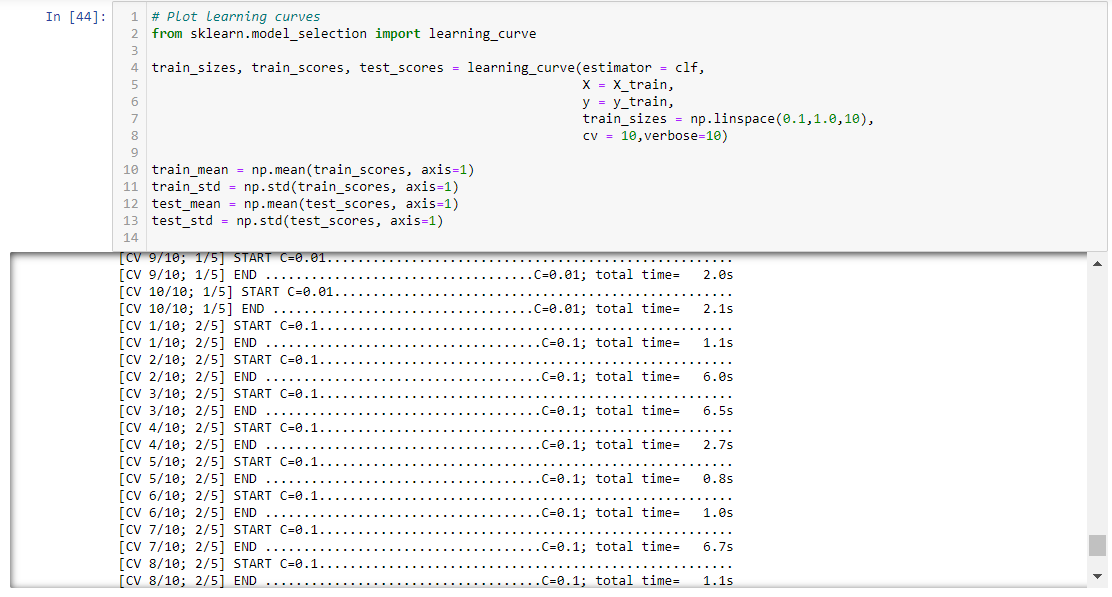 In [44]:
1 # Plot learning curves
2 from sklearn.model_selection import learning_curve
3
4 train_sizes, train_scores, test_scores = learning_curve(estimator = clf,
5 X = X_train,
6 y = y_train,
7 train_sizes = np.linspace(0.1,1.0,10),
8 cv = 10,verbose=10)
9
10 train_mean = np.mean(train_scores, axis=1)
11 train_std = np.std(train_scores, axis=1)
12 test_mean = np.mean(test_scores, axis=1)
13 test_std = np.std(test_scores, axis=1)
14
[CV 9/10; 1/5] START C=0.01.....................................................
[CV 9/10; 1/5] END ...................................C=0.01; total time=   2.0s
[CV 10/10; 1/5] START C=0.01....................................................
[CV 10/10; 1/5] END ..................................C=0.01; total time=   2.1s
[CV 1/10; 2/5] START C=0.1......................................................
[CV 1/10; 2/5] END ....................................C=0.1; total time=   1.1s
[CV 2/10; 2/5] START C=0.1......................................................
[CV 2/10; 2/5] END ....................................C=0.1; total time=   6.0s
[CV 3/10; 2/5] START C=0.1......................................................
[CV 3/10; 2/5] END ....................................C=0.1; total time=   6.5s
[CV 4/10; 2/5] START C=0.1......................................................
[CV 4/10; 2/5] END ....................................C=0.1; total time=   2.7s
[CV 5/10; 2/5] START C=0.1......................................................
[CV 5/10; 2/5] END ....................................C=0.1; total time=   0.8s
[CV 6/10; 2/5] START C=0.1......................................................
[CV 6/10; 2/5] END ....................................C=0.1; total time=   1.0s
[CV 7/10; 2/5] START C=0.1......................................................
[CV 7/10; 2/5] END ....................................C=0.1; total time=   6.7s
[CV 8/10; 2/5] START C=0.1......................................................
[CV 8/10; 2/5] END ....................................C=0.1; total time=   1.1s